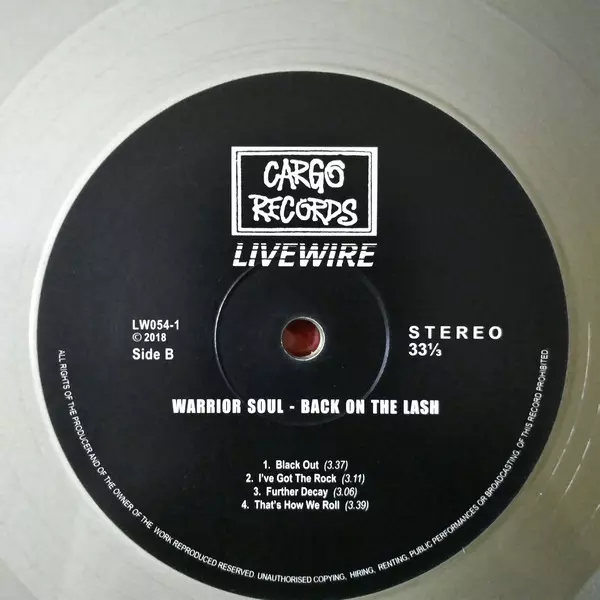 CARGO
RECORDS
LIVEWIRE
LW054-1
© 2018
Side B
STEREO
33⅓
WARRIOR SOUL - BACK ON THE LASH
1. Black Out (3.37)
2. I've Got The Rock (3.11)
3. Further Decay (3.06)
4. That's How We Roll (3.39)
ALL RIGHTS OF THE PRODUCER AND OF THE OWNER OF THE WORK REPRODUCED RESERVED. UNAUTHORISED COPYING, HIRING, RENTING, PUBLIC PERFORMANCES OR BROADCASTING, OF THIS RECORD PROHIBITED.